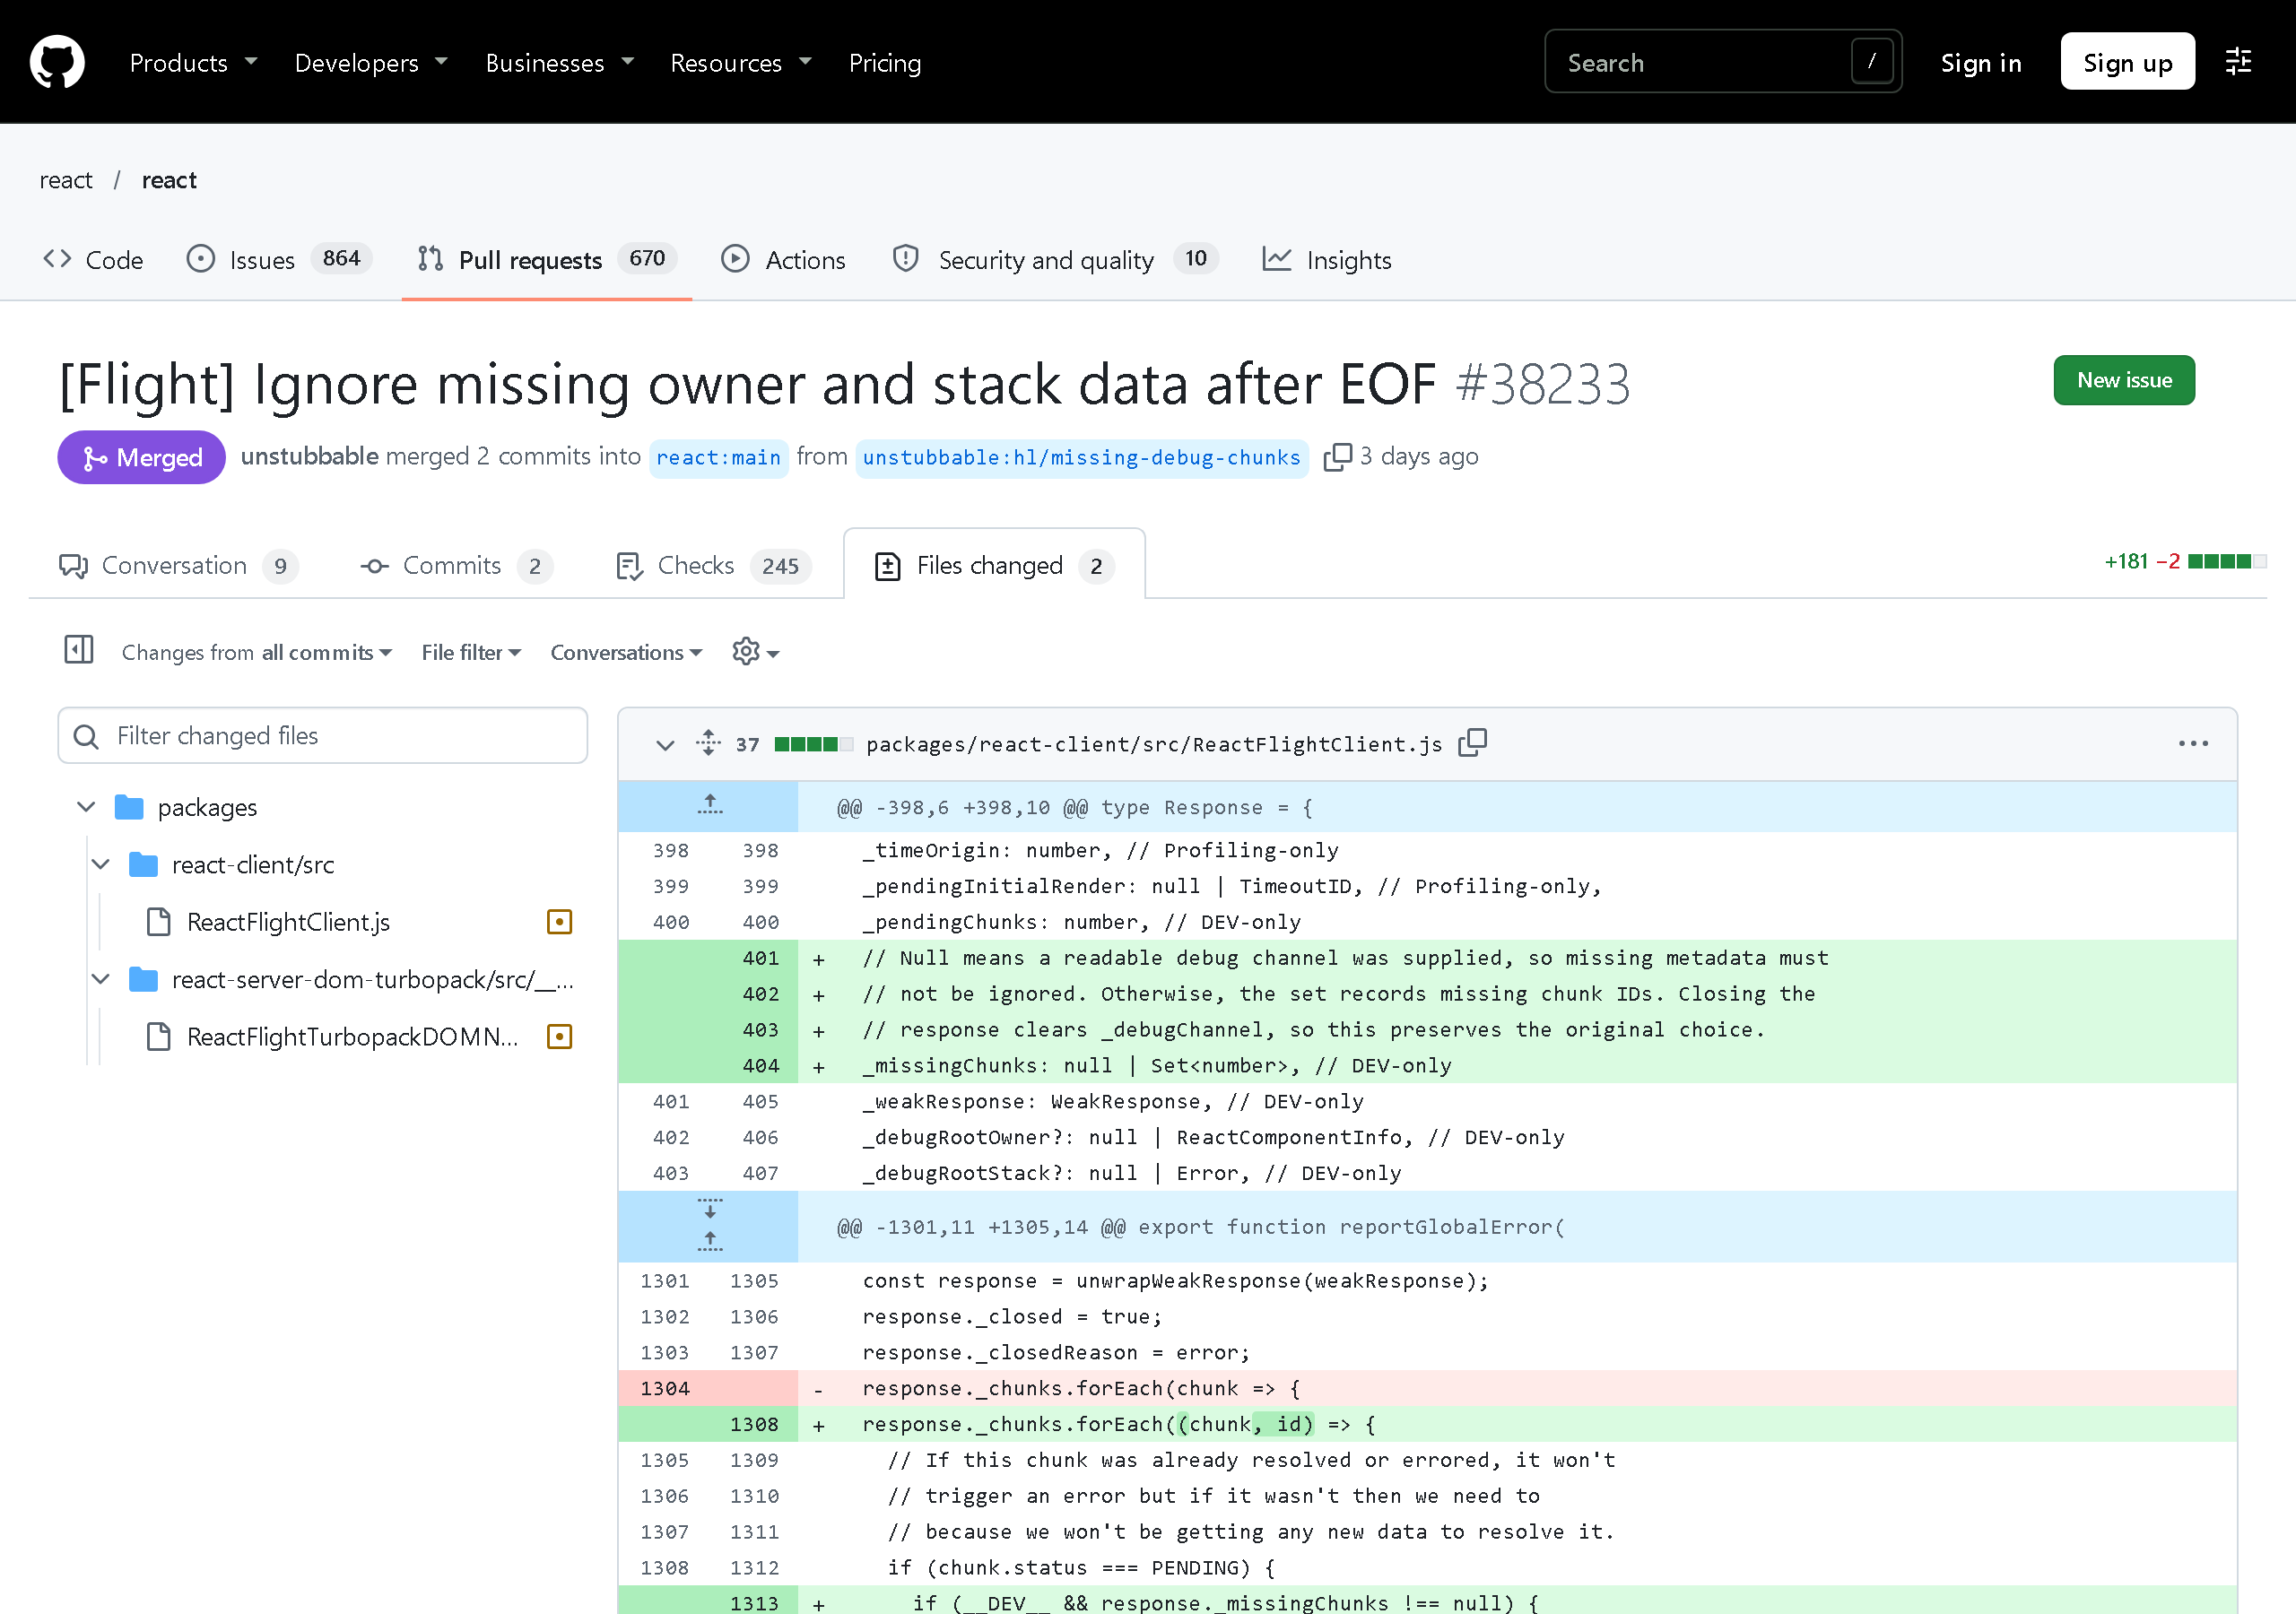 Products Developers Businesses Resources Pricing Search / Sign in Sign up
react / react
Code Issues 864 Pull requests 670 Actions Security and quality 10 Insights
[Flight] Ignore missing owner and stack data after EOF #38233
New issue
Merged unstubbable merged 2 commits into react:main from unstubbable:hl/missing-debug-chunks 3 days ago
Conversation 9 Commits 2 Checks 245 Files changed 2 +181 −2
Changes from all commits File filter Conversations
Filter changed files
packages
react-client/src
ReactFlightClient.js
react-server-dom-turbopack/src/__...
ReactFlightTurbopackDOMN...
37 packages/react-client/src/ReactFlightClient.js
@@ -398,6 +398,10 @@ type Response = {
398 398 _timeOrigin: number, // Profiling-only
399 399 _pendingInitialRender: null | TimeoutID, // Profiling-only,
400 400 _pendingChunks: number, // DEV-only
401 + // Null means a readable debug channel was supplied, so missing metadata must
402 + // not be ignored. Otherwise, the set records missing chunk IDs. Closing the
403 + // response clears _debugChannel, so this preserves the original choice.
404 + _missingChunks: null | Set<number>, // DEV-only
401 405 _weakResponse: WeakResponse, // DEV-only
402 406 _debugRootOwner?: null | ReactComponentInfo, // DEV-only
403 407 _debugRootStack?: null | Error, // DEV-only
@@ -1301,11 +1305,14 @@ export function reportGlobalError(
1301 1305 const response = unwrapWeakResponse(weakResponse);
1302 1306 response._closed = true;
1303 1307 response._closedReason = error;
1304 - response._chunks.forEach(chunk => {
1308 + response._chunks.forEach((chunk, id) => {
1305 1309 // If this chunk was already resolved or errored, it won't
1306 1310 // trigger an error but if it wasn't then we need to
1307 1311 // because we won't be getting any new data to resolve it.
1308 1312 if (chunk.status === PENDING) {
1313 + if (__DEV__ && response._missingChunks !== null) {